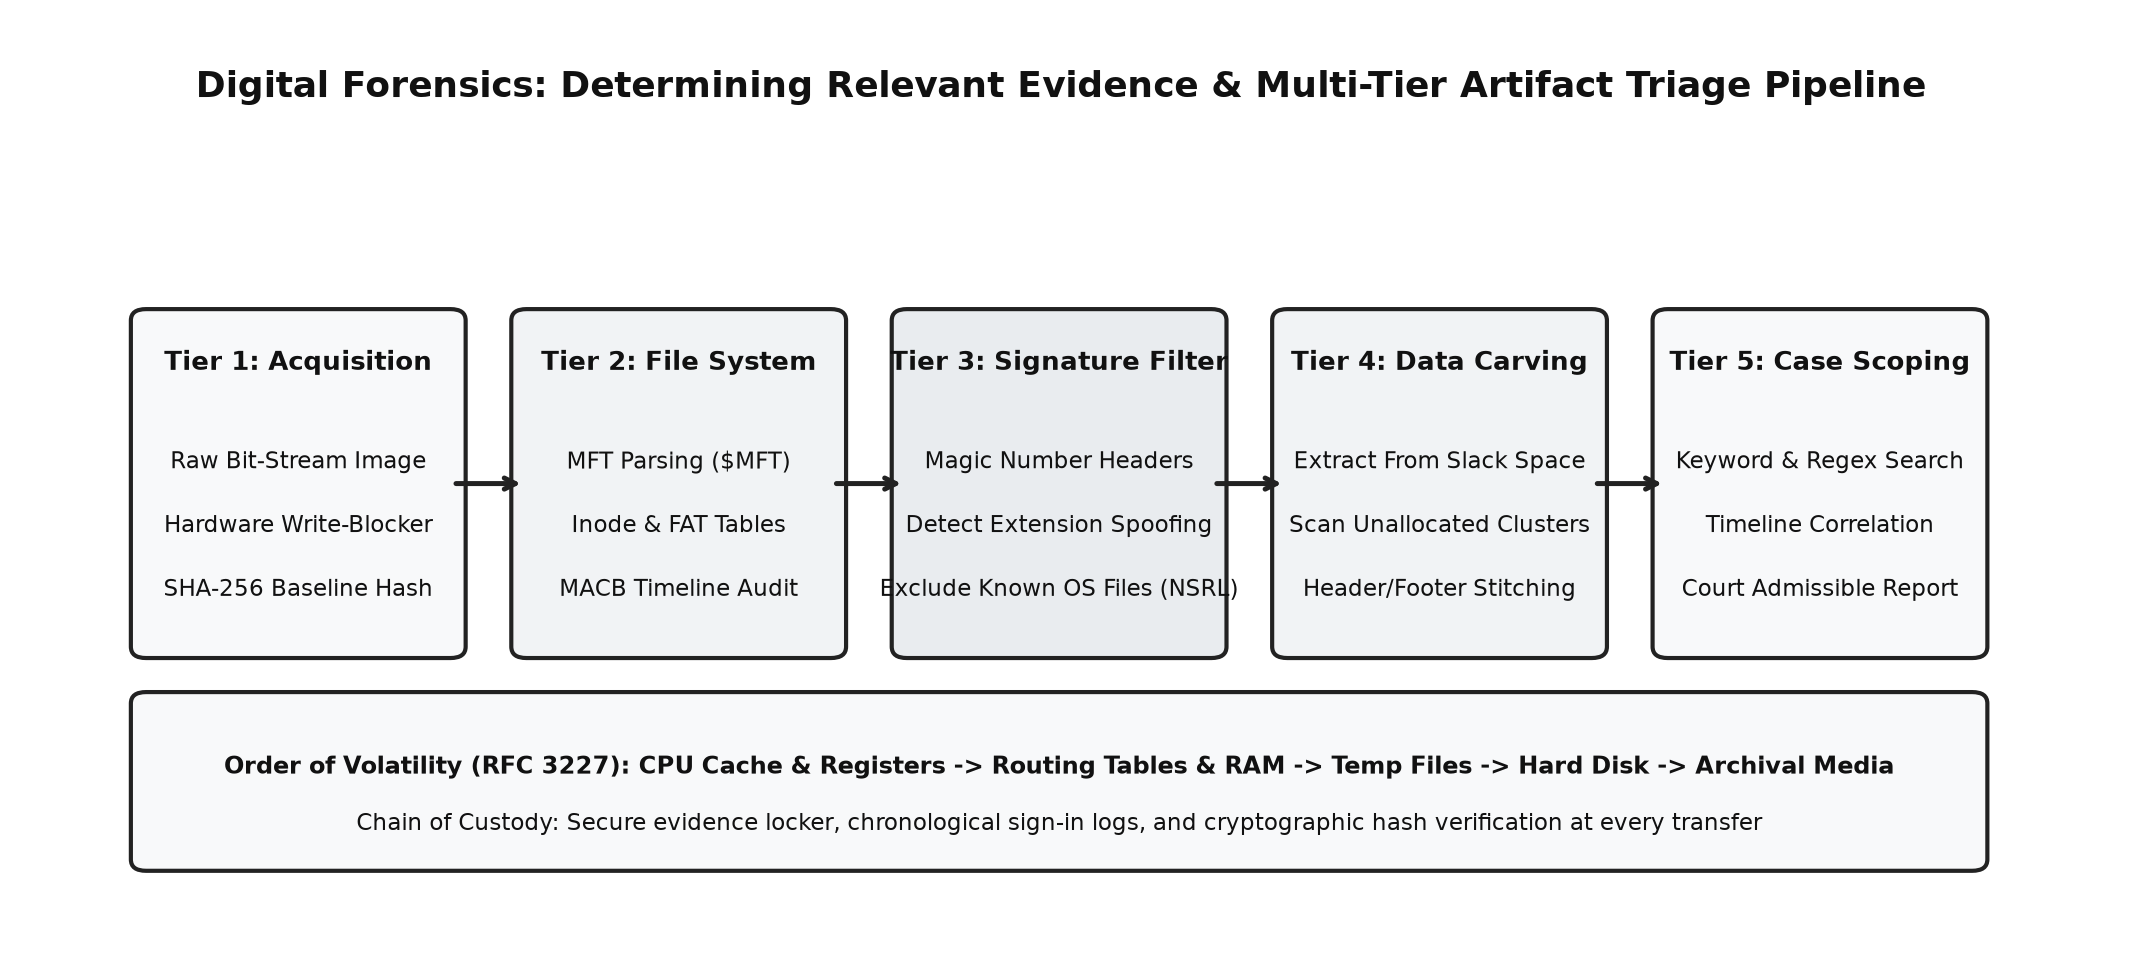 Digital Forensics: Determining Relevant Evidence & Multi-Tier Artifact Triage Pipeline
Tier 1: Acquisition
Raw Bit-Stream Image
Hardware Write-Blocker
SHA-256 Baseline Hash
Tier 2: File System
MFT Parsing ($MFT)
Inode & FAT Tables
MACB Timeline Audit
Tier 3: Signature Filter
Magic Number Headers
Detect Extension Spoofing
Exclude Known OS Files (NSRL)
Tier 4: Data Carving
Extract From Slack Space
Scan Unallocated Clusters
Header/Footer Stitching
Tier 5: Case Scoping
Keyword & Regex Search
Timeline Correlation
Court Admissible Report
Order of Volatility (RFC 3227): CPU Cache & Registers -> Routing Tables & RAM -> Temp Files -> Hard Disk -> Archival Media
Chain of Custody: Secure evidence locker, chronological sign-in logs, and cryptographic hash verification at every transfer